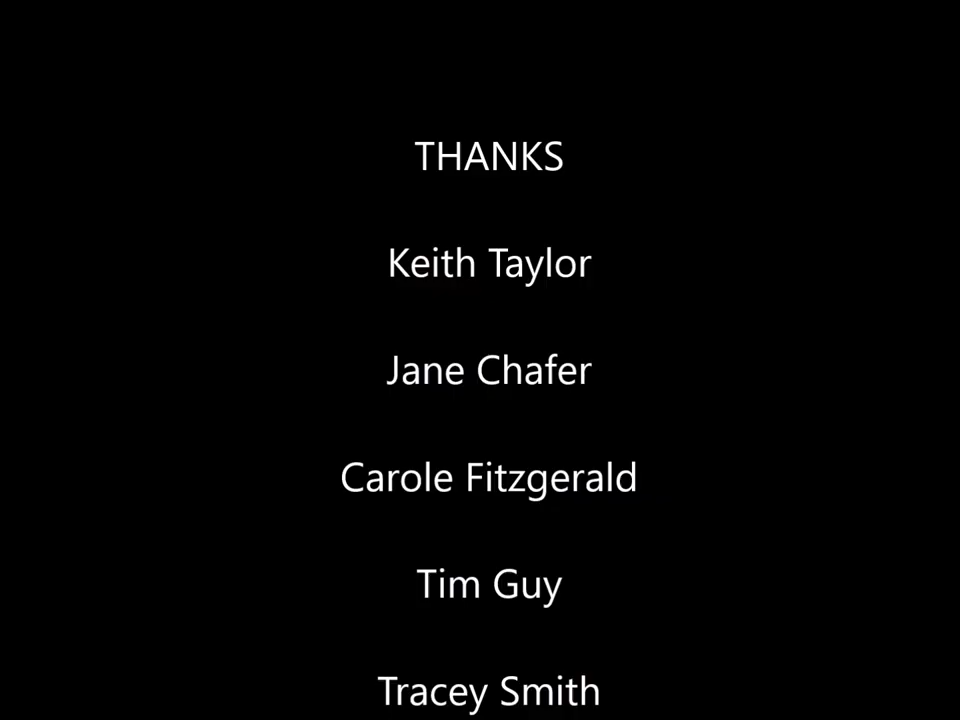 THANKS
Keith Taylor
Jane Chafer
Carole Fitzgerald
Tim Guy
Tracey Smith